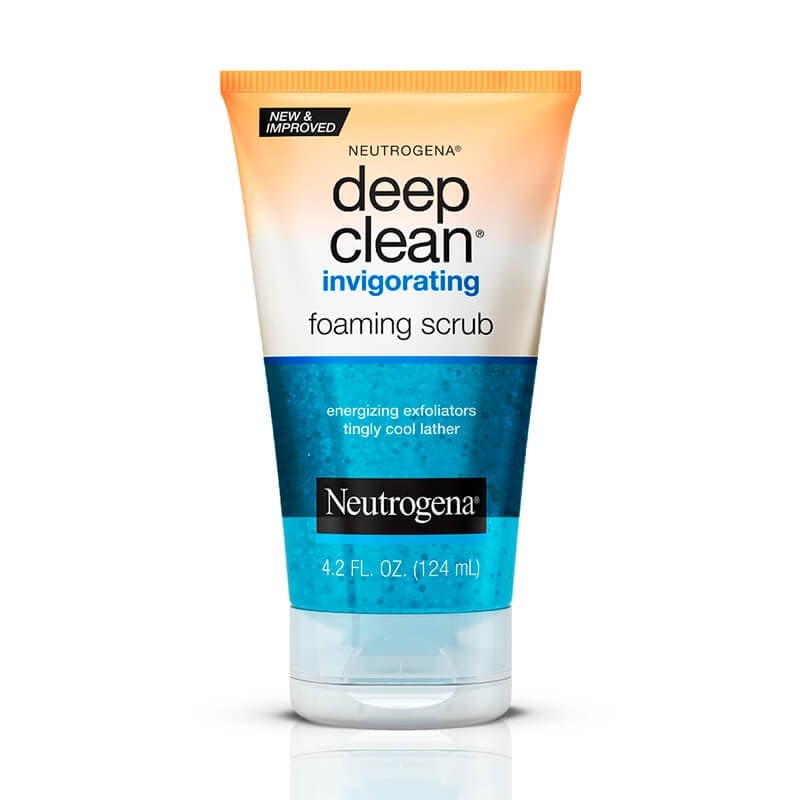 NEW &
IMPROVED
NEUTROGENA®
deep
clean®
invigorating
foaming scrub
energizing exfoliators
tingly cool lather
Neutrogena®
4.2 FL. OZ. (124 mL)